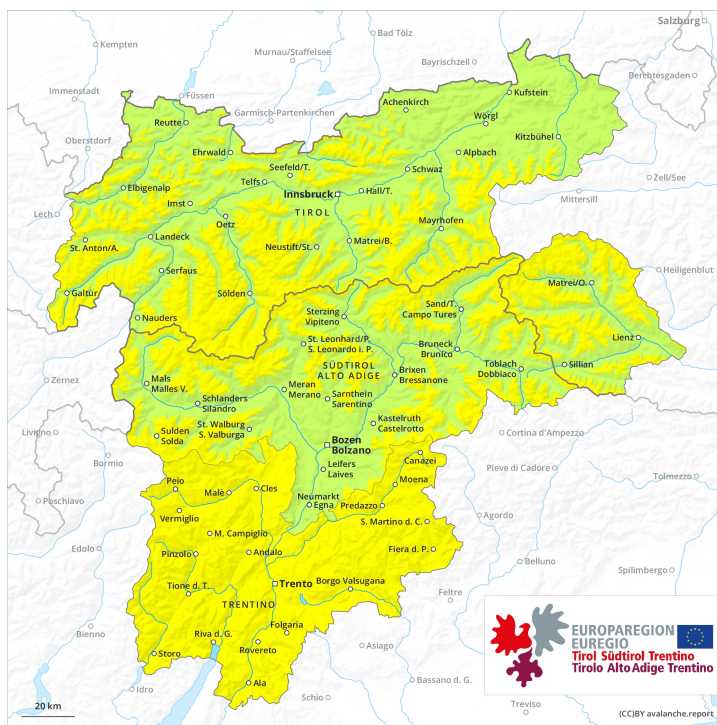 Salzburg
Kempten
Bad Tölz
Murnau/Staffelsee
Bayrischzell
Berchtesgaden
Immenstadt
Füssen
Garmisch-Partenkirchen
Achenkirch
Kufstein
Reutte
Wörgl
Oberstdorf
Ehrwald
Kitzbühel
Alpbach
Seefeld/T.
Schwaz
Telfs
Zell/See
Elbigenalp
Innsbruck
Hall/T.
Mittersill
Imst
TIROL
Lech
Oetz
Mayrhofen
St. Anton/A.
Landeck
Neustift/St.
Matrei/B.
Serfaus
Heiligenblut
Galtür
Sölden
Matrei/O.
Nauders
Sterzing
Vipiteno
Sand/T.
Campo Tures
Lienz
St. Leonhard/P.
S. Leonardo i. P.
Bruneck
Brunico
Sillian
Toblach
Dobbiaco
SÜDTIROL
ALTO ADIGE
Brixen
Bressanone
Mals
Malles V.
Zernez
Meran
Merano
Schlanders
Silandro
Sarnthein
Sarentino
Kastelruth
Castelrotto
St. Walburg
S. Valburga
Livigno
Sulden
Solda
Bozen
Bolzano
Cortina d'Ampezzo
Bormio
Canazei
Pieve di Cadore
Leifers
Laives
Tolmezzo
Peio
Malè
Cles
Moena
Poschiavo
Neumarkt
Egna
Predazzo
Vermiglio
Agordo
S. Martino d. C.
M. Campiglio
Edolo
Pinzolo
Andalo
Fiera d. P.
Belluno
Spilimbergo
Tione d. T.
Trento
Borgo Valsugana
Feltre
TRENTINO
Bienno
Folgaria
Riva d. G.
Rovereto
Storo
Asiago
Ala
Idro
Schio
Bassano d. G.
Treviso
EUROPAREGION
EUREGIO
Tirol Südtirol Trentino
Tirolo Alto Adige Trentino
20 km
(CC)BY avalanche.report